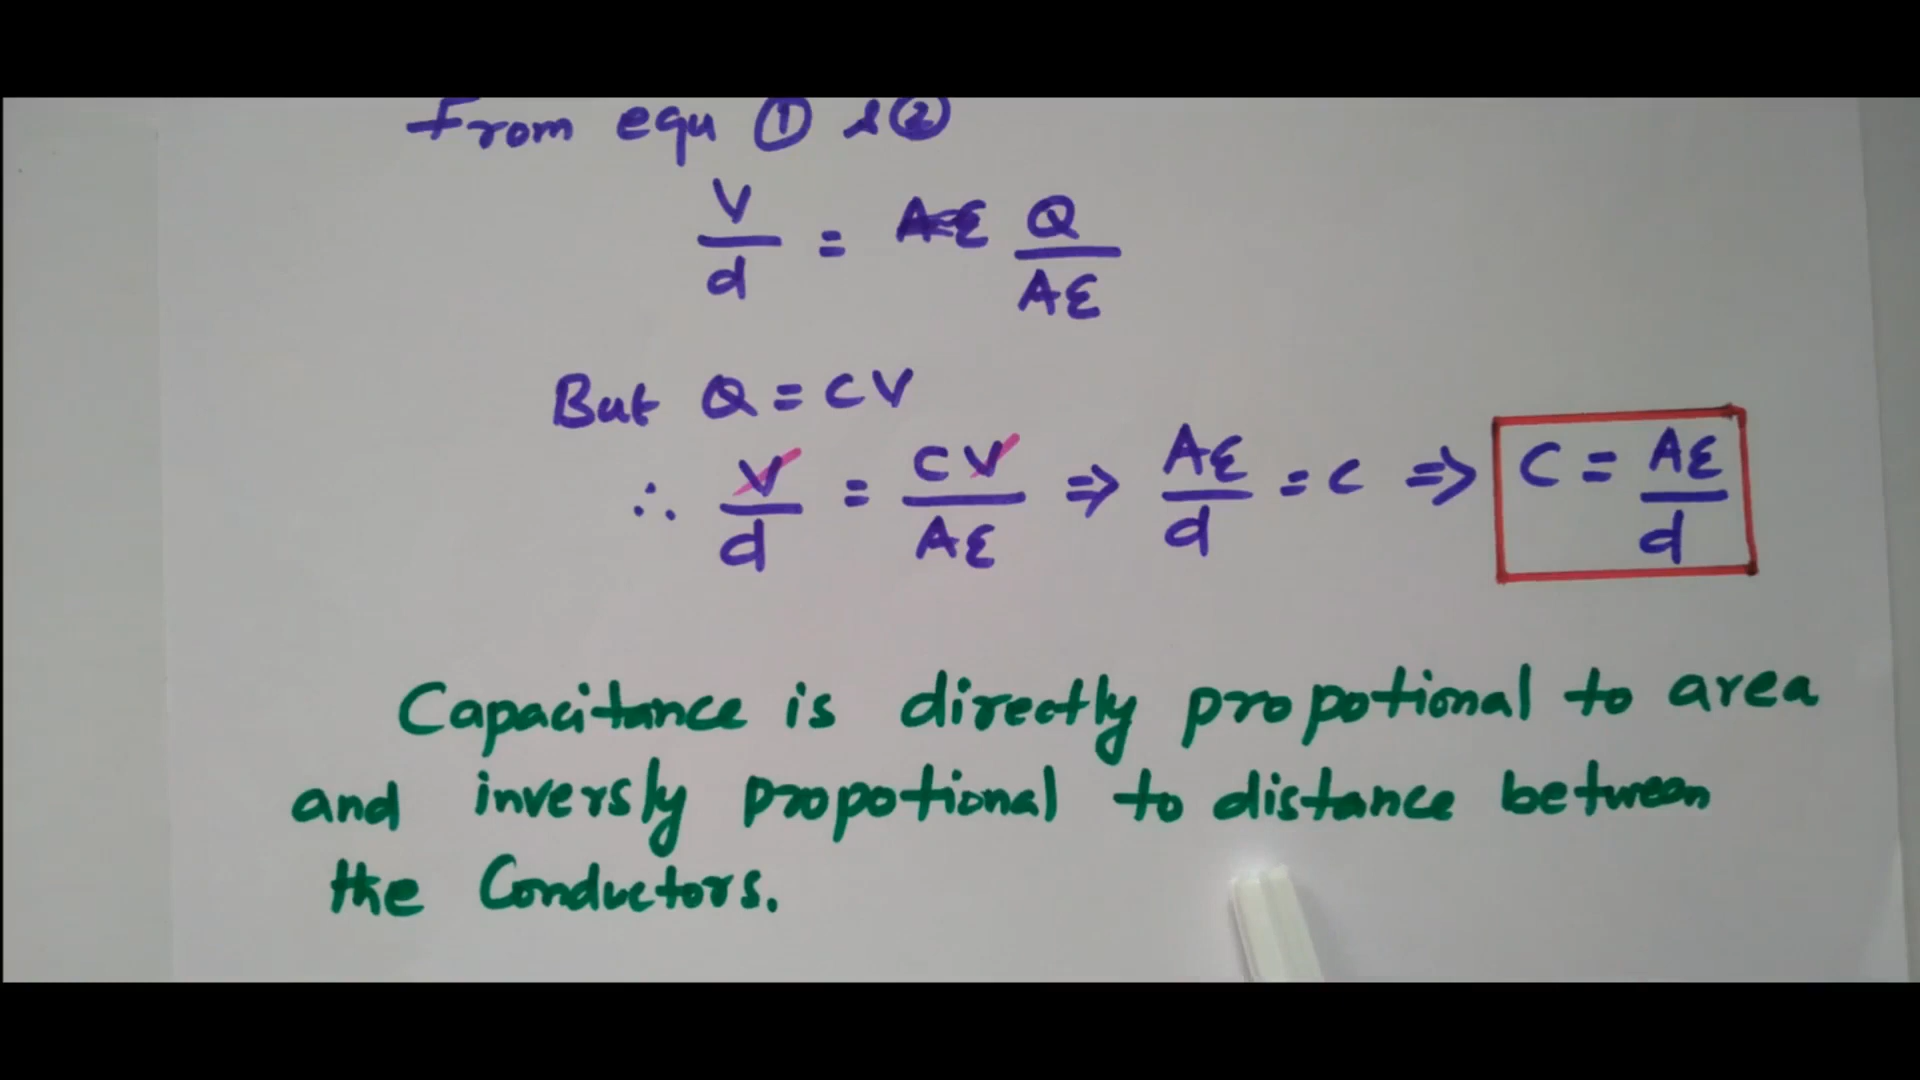 From equ ① & ②
V/d = Q/Aε
But Q = CV
∴ V/d = CV/Aε ⇒ Aε/d = C ⇒ C = Aε/d
Capacitance is directly propotional to area
and inversly propotional to distance between
the Conductors.